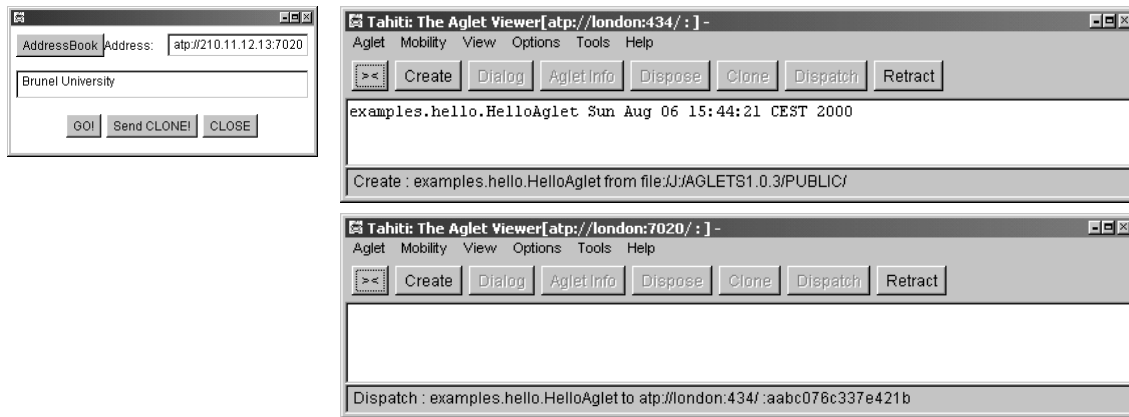 AddressBook Address: atp://210.11.12.13:7020
Brunel University
GO! Send CLONE! CLOSE
Tahiti: The Aglet Viewer[atp://london:434/ : ] -
Aglet Mobility View Options Tools Help
>< Create Dialog Aglet Info Dispose Clone Dispatch Retract
examples.hello.HelloAglet Sun Aug 06 15:44:21 CEST 2000
Create : examples.hello.HelloAglet from file:/J:/AGLETS1.0.3/PUBLIC/
Tahiti: The Aglet Viewer[atp://london:7020/ : ] -
Aglet Mobility View Options Tools Help
>< Create Dialog Aglet Info Dispose Clone Dispatch Retract
Dispatch : examples.hello.HelloAglet to atp://london:434/ :aabc076c337e421b